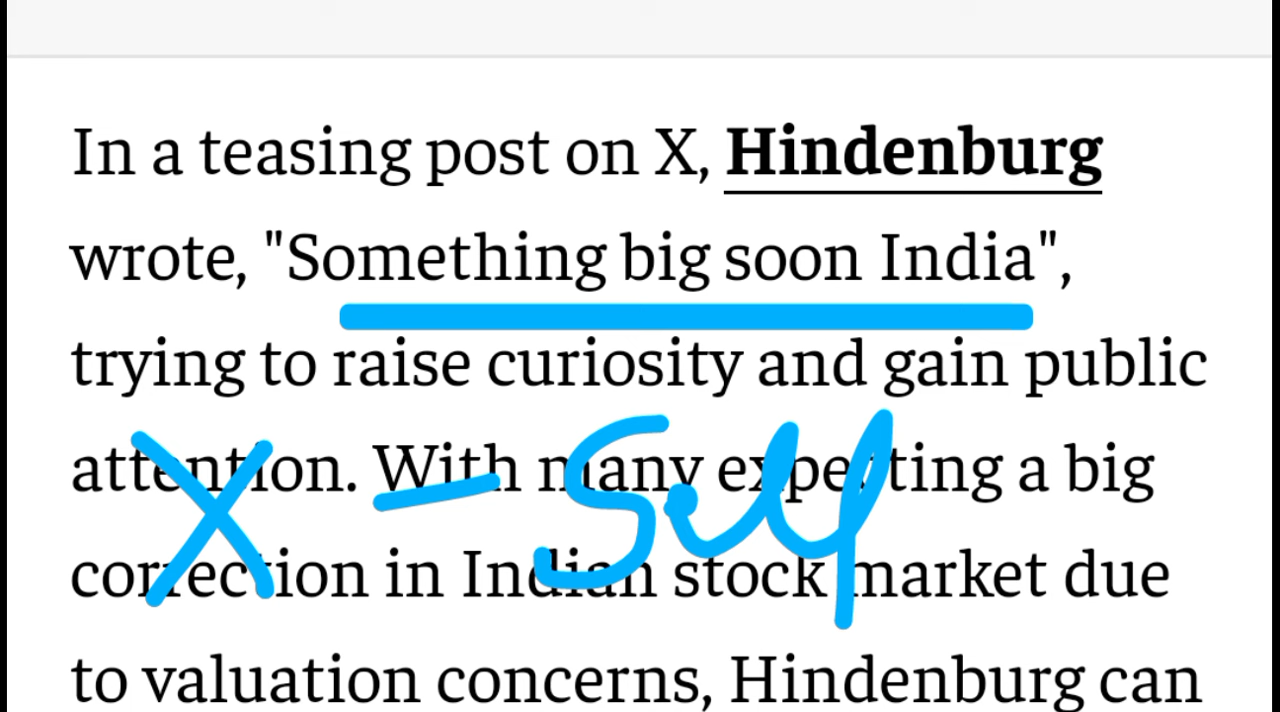 In a teasing post on X, Hindenburg
wrote, "Something big soon India",
trying to raise curiosity and gain public
attention. With many expecting a big
correction in Indian stock market due
to valuation concerns, Hindenburg can
X - Self